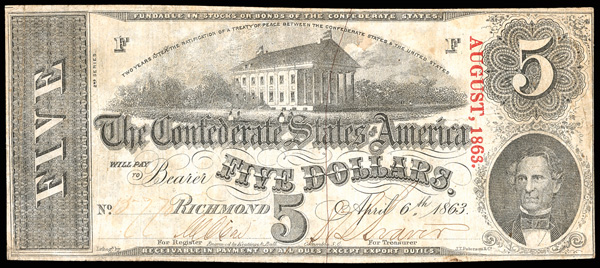 FUNDABLE IN STOCKS OR BONDS OF THE CONFEDERATE STATES
F F
TWO YEARS AFTER THE RATIFICATION OF A TREATY OF PEACE BETWEEN THE CONFEDERATE STATES & THE UNITED STATES
SERIES.
FIVE
5
AUGUST, 1863.
The Confederate States of America
WILL PAY
TO Bearer FIVE DOLLARS.
No.
RICHMOND 5 April 6th 1863.
For Register For Treasurer
RECEIVABLE IN PAYMENT OF ALL DUES EXCEPT EXPORT DUTIES.